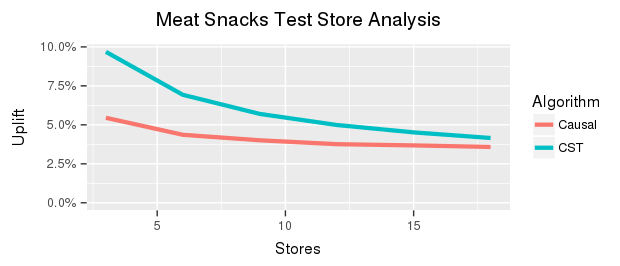 Meat Snacks Test Store Analysis
10.0%
7.5%
5.0%
2.5%
0.0%
Uplift
5
10
15
Stores
Algorithm
Causal
CST